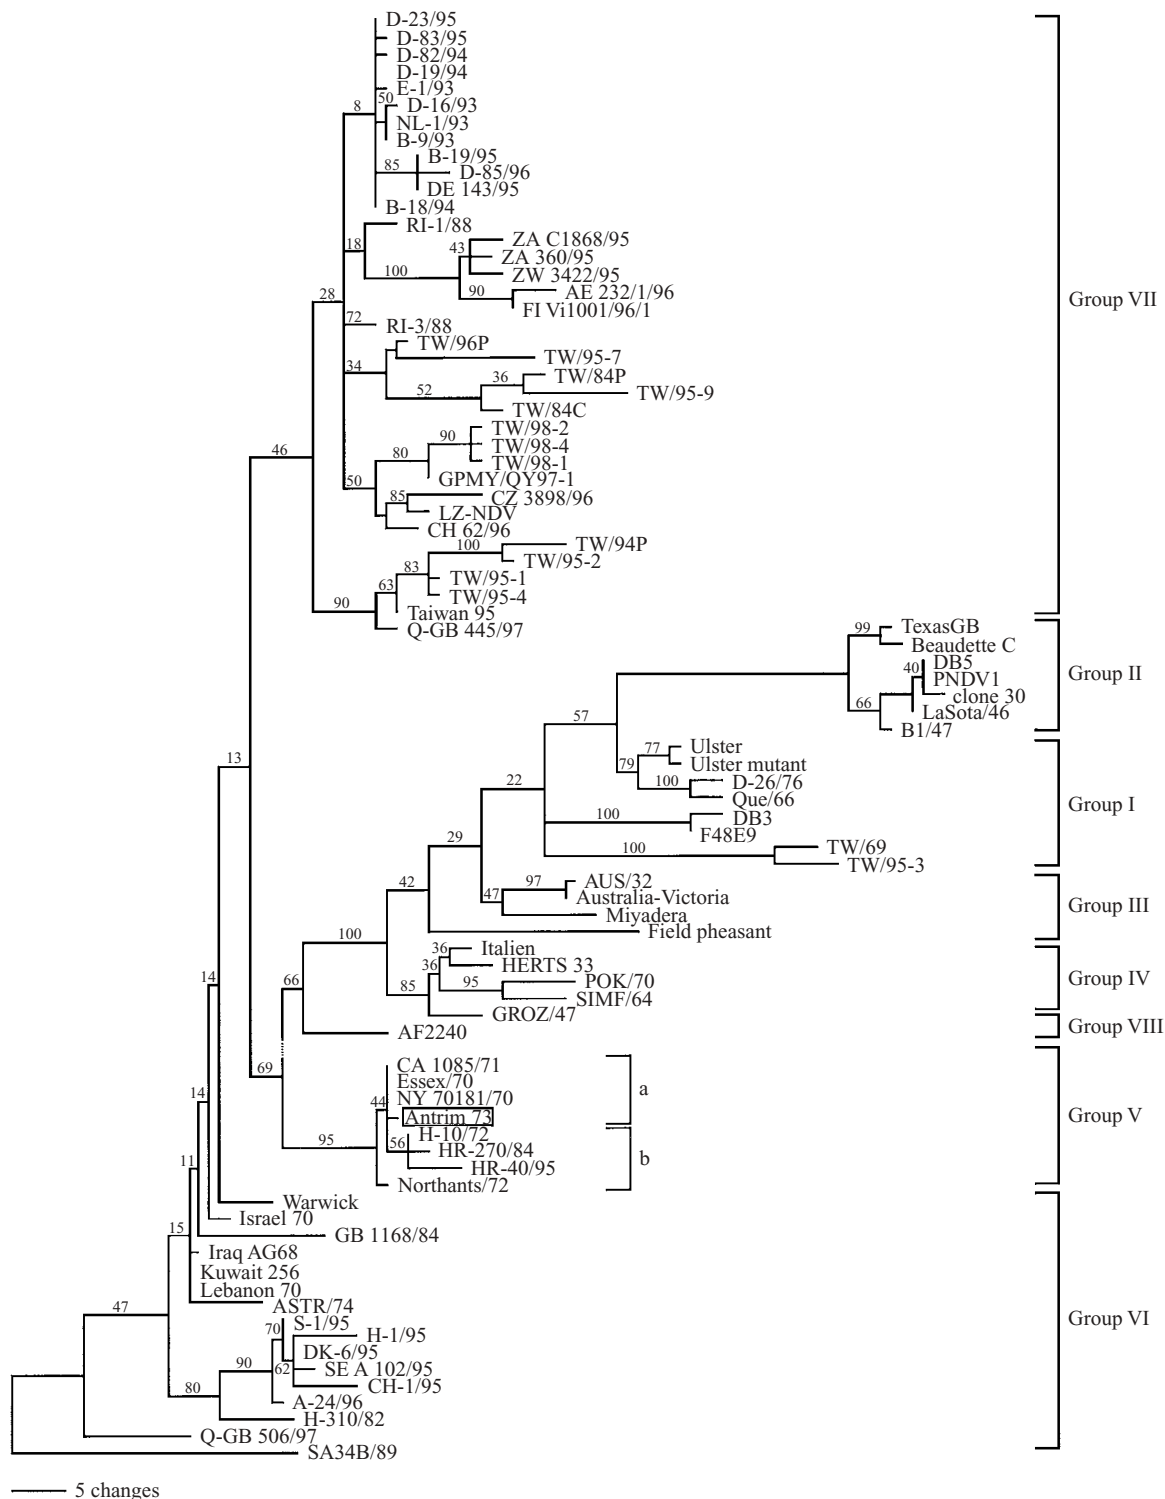 D-23/95
D-83/95
D-82/94
D-19/94
E-1/93
50
8
D-16/93
NL-1/93
B-9/93
B-19/95
85
D-85/96
DE 143/95
B-18/94
RI-1/88
18
ZA C1868/95
43
ZA 360/95
100
ZW 3422/95
90
AE 232/1/96
28
Group VII
FI Vi1001/96/1
72
RI-3/88
TW/96P
TW/95-7
34
TW/84P
36
52
TW/95-9
TW/84C
TW/98-2
90
TW/98-4
46
80
TW/98-1
50
GPMY/QY97-1
85
CZ 3898/96
LZ-NDV
CH 62/96
TW/94P
100
TW/95-2
83
TW/95-1
63
TW/95-4
90
Taiwan 95
Q-GB 445/97
99
TexasGB
Beaudette C
40
DB5
PNDV1
Group II
clone 30
66
LaSota/46
57
B1/47
77
Ulster
13
79
Ulster mutant
22
100
D-26/76
Que/66
Group I
100
DB3
F48E9
29
100
TW/69
TW/95-3
42
97
AUS/32
47
Australia-Victoria
Group III
Miyadera
100
Field pheasant
36
Italien
36
HERTS 33
14
66
85
95
POK/70
Group IV
SIMF/64
GROZ/47
AF2240
Group VIII
69
CA 1085/71
Essex/70
a
14
44
NY 70181/70
Antrim 73
Group V
H-10/72
95
56
HR-270/84
b
11
HR-40/95
Northants/72
Warwick
Israel 70
15
GB 1168/84
Iraq AG68
Kuwait 256
Lebanon 70
47
ASTR/74
Group VI
70
S-1/95
H-1/95
DK-6/95
90
62
SE A 102/95
80
CH-1/95
A-24/96
H-310/82
Q-GB 506/97
SA34B/89
5 changes